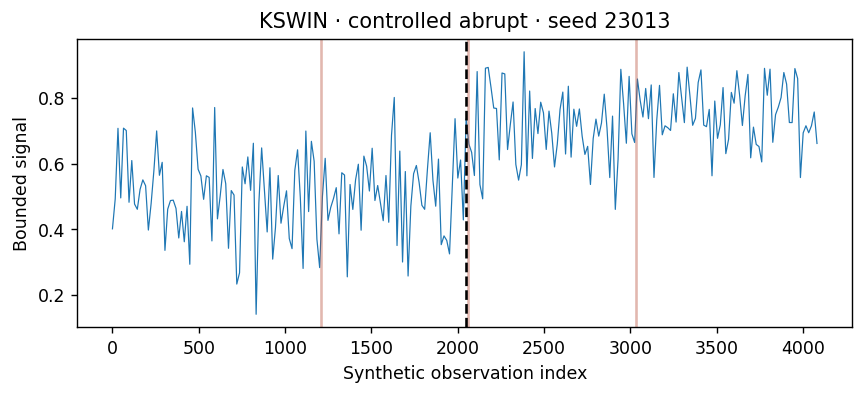 KSWIN · controlled abrupt · seed 23013
Bounded signal
0.8
0.6
0.4
0.2
0 500 1000 1500 2000 2500 3000 3500 4000
Synthetic observation index